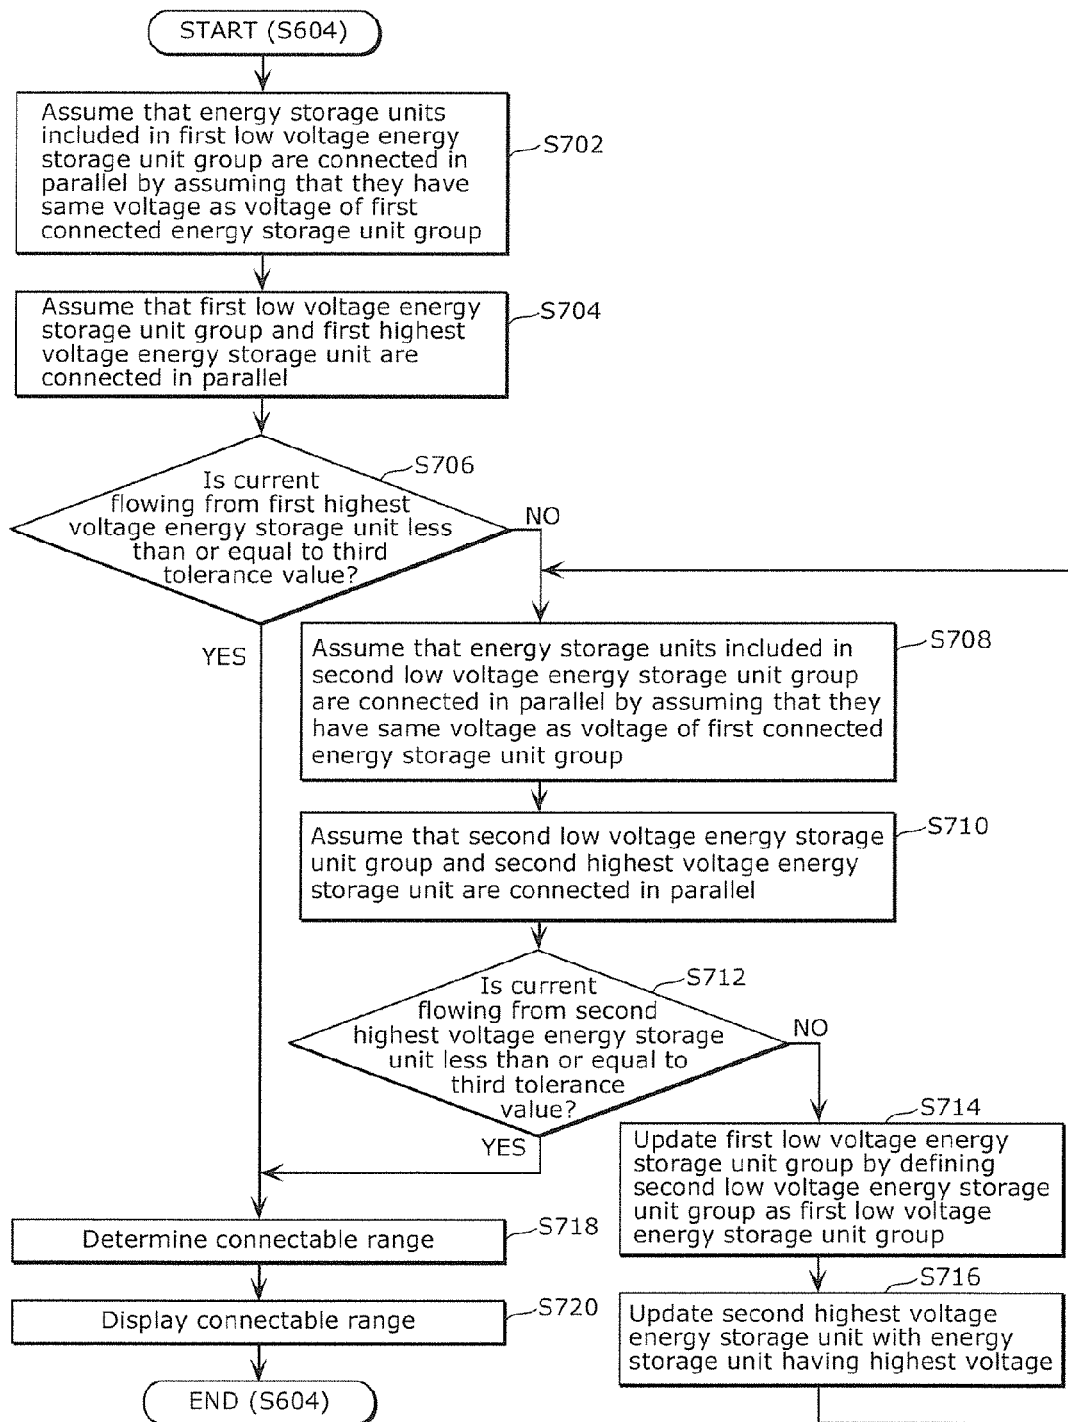 START (S604)
Assume that energy storage units
included in first low voltage energy
storage unit group are connected in
parallel by assuming that they have
same voltage as voltage of first
connected energy storage unit group
S702
Assume that first low voltage energy
storage unit group and first highest
voltage energy storage unit are
connected in parallel
S704
S706
Is current
flowing from first highest
voltage energy storage unit less
than or equal to third
tolerance value?
NO
YES
Assume that energy storage units included in
second low voltage energy storage unit group
are connected in parallel by assuming that they
have same voltage as voltage of first connected
energy storage unit group
S708
Assume that second low voltage energy storage
unit group and second highest voltage energy
storage unit are connected in parallel
S710
S712
Is current
flowing from second
highest voltage energy storage
unit less than or equal to
third tolerance
value?
NO
YES
S714
Update first low voltage energy
storage unit group by defining
second low voltage energy storage
unit group as first low voltage
energy storage unit group
S716
Update second highest voltage
energy storage unit with energy
storage unit having highest voltage
Determine connectable range
S718
Display connectable range
S720
END (S604)